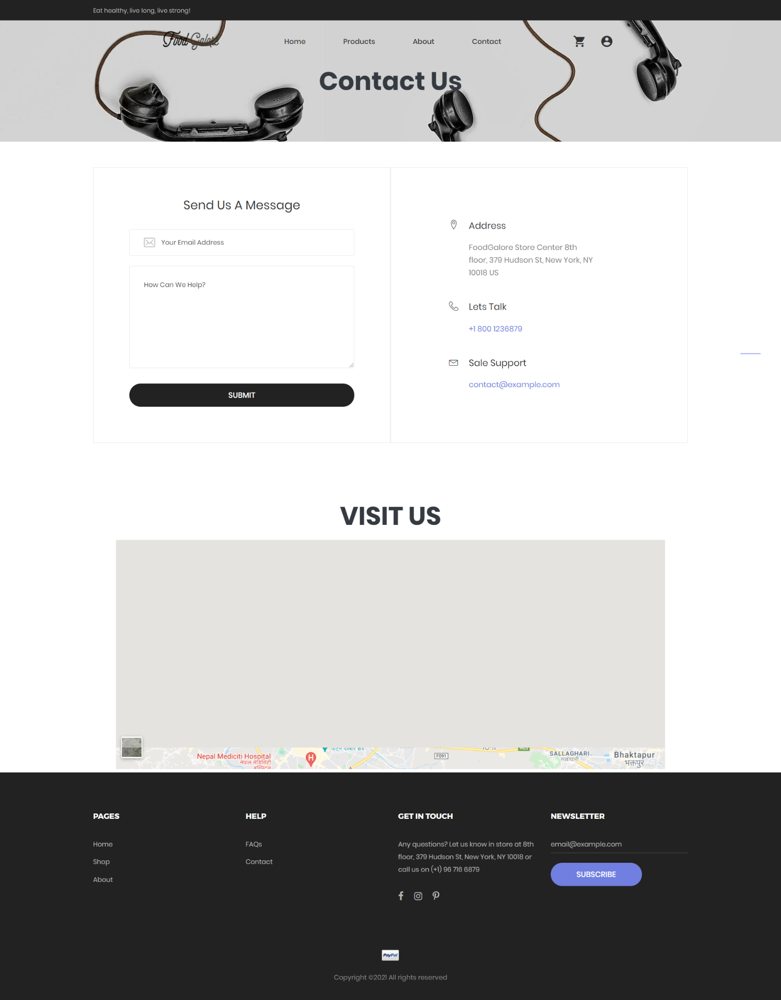 Eat healthy, live long, live strong!
Food Galore
Home
Products
About
Contact
Contact Us
Send Us A Message
Your Email Address
How Can We Help?
SUBMIT
Address
FoodGalore Store Center 8th
floor, 379 Hudson St, New York, NY
10018 US
Lets Talk
+1 800 1236879
Sale Support
contact@example.com
VISIT US
पाटन दरबार क्षेत्र
H03
Nepal Mediciti Hospital
नेपाल मेडिसिटी
हस्पिटल
H
F091
SALLAGHARI
सल्लाघारी
Bhaktapur
भक्तपुर
PAGES
Home
Shop
About
HELP
FAQs
Contact
GET IN TOUCH
Any questions? Let us know in store at 8th
floor, 379 Hudson St, New York, NY 10018 or
call us on (+1) 96 716 6879
NEWSLETTER
email@example.com
SUBSCRIBE
PayPal
Copyright ©2021 All rights reserved